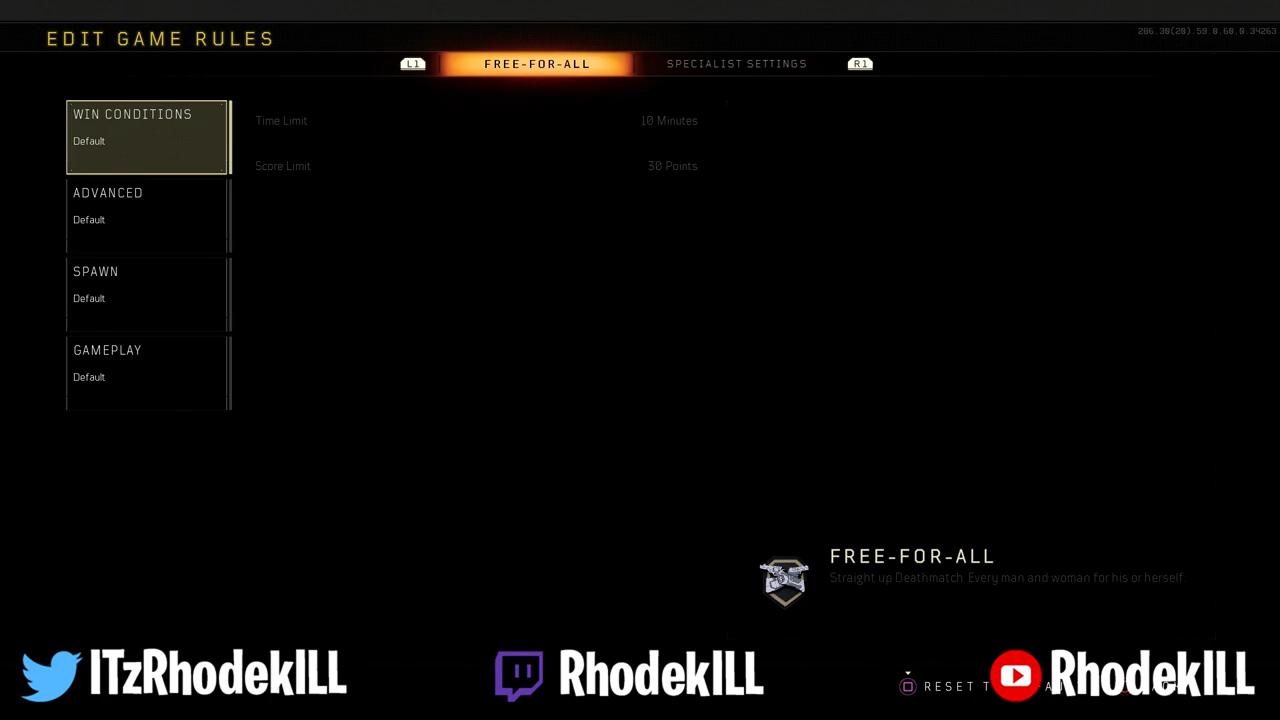 EDIT GAME RULES
L1 FREE-FOR-ALL SPECIALIST SETTINGS R1
WIN CONDITIONS
Default
Time Limit 10 Minutes
Score Limit 30 Points
ADVANCED
Default
SPAWN
Default
GAMEPLAY
Default
FREE-FOR-ALL
Straight up Deathmatch. Every man and woman for his or herself.
ITzRhodekILL RhodekILL RhodekILL
RESET T